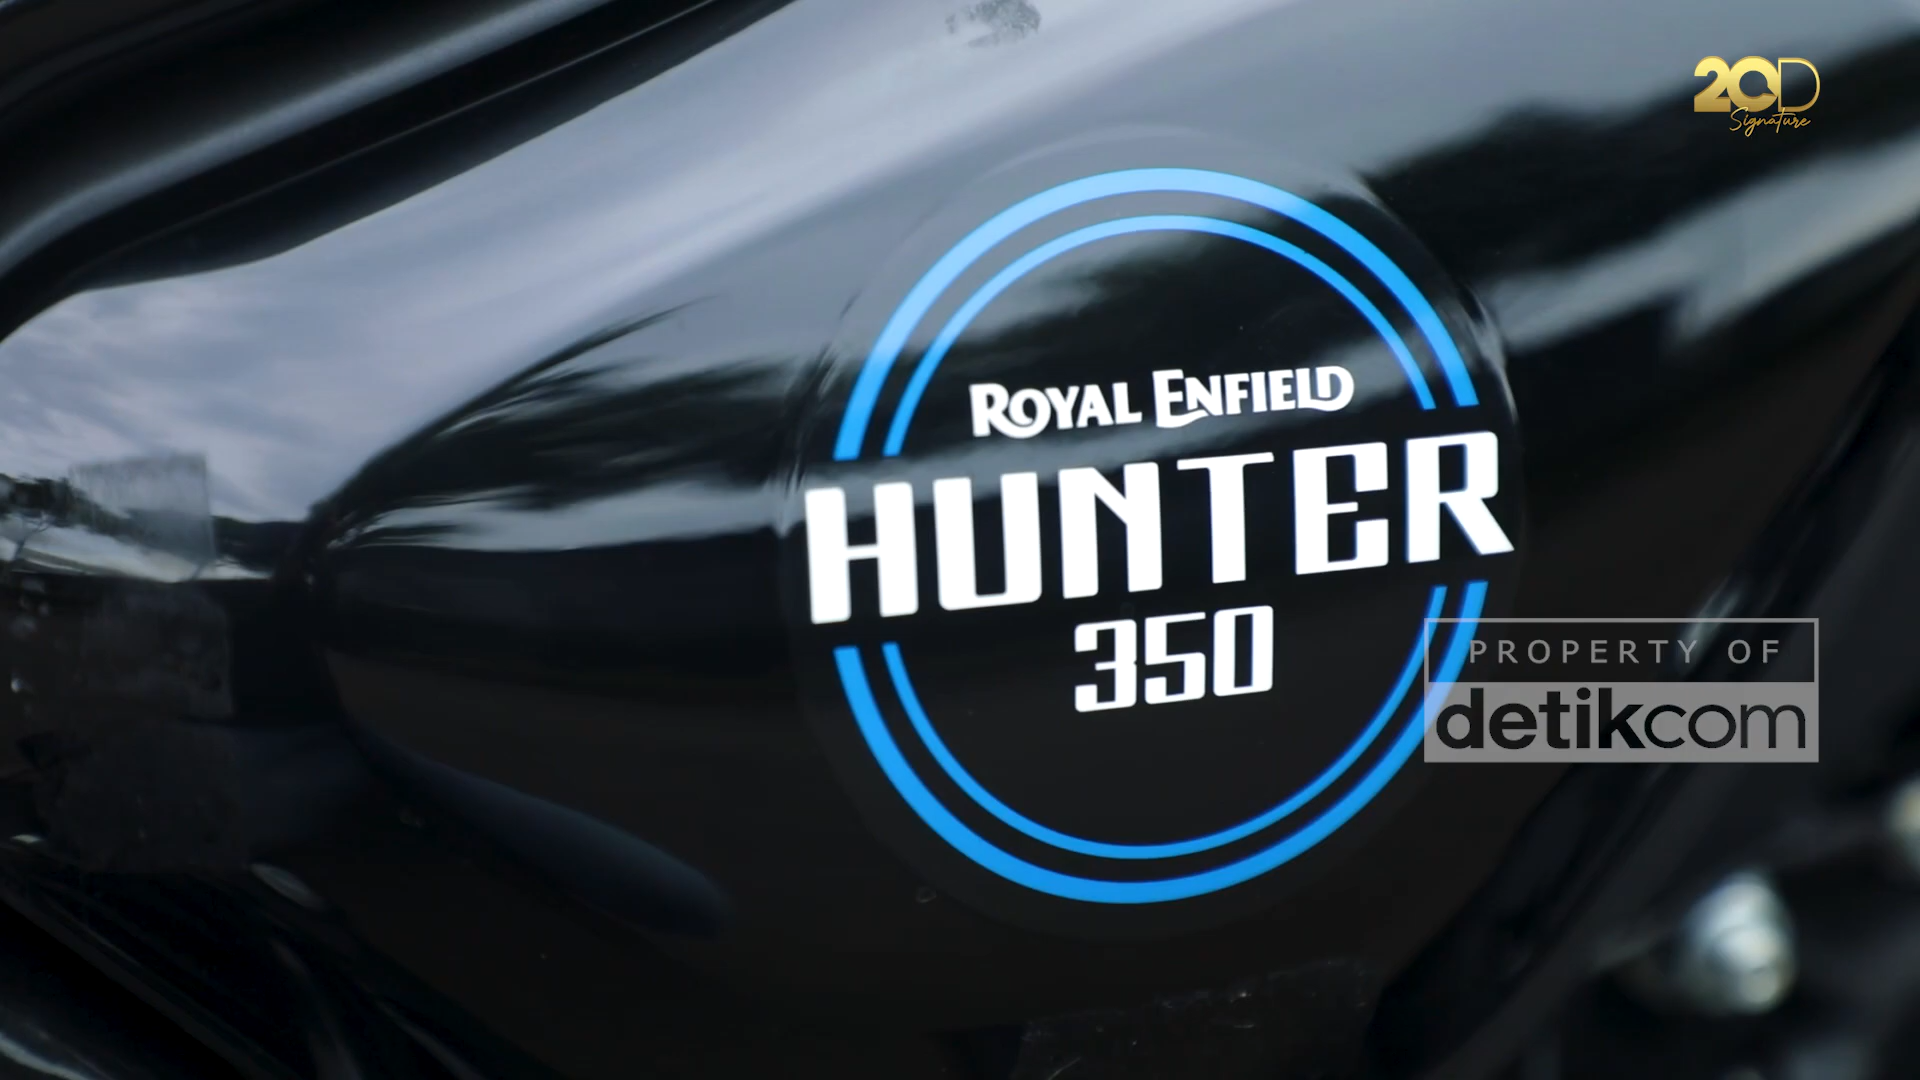 20D
Signature
ROYAL ENFIELD
HUNTER
350
PROPERTY OF
detikcom